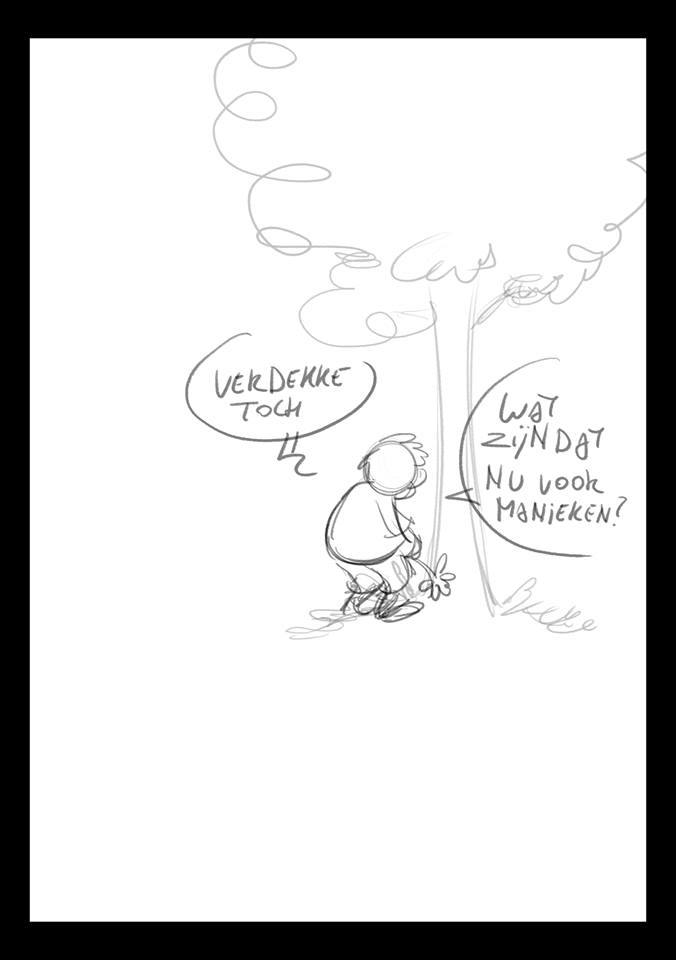 VERDEKKE
TOCH
WAT
ZIJN DAT
NU VOOR
MANIEKEN?